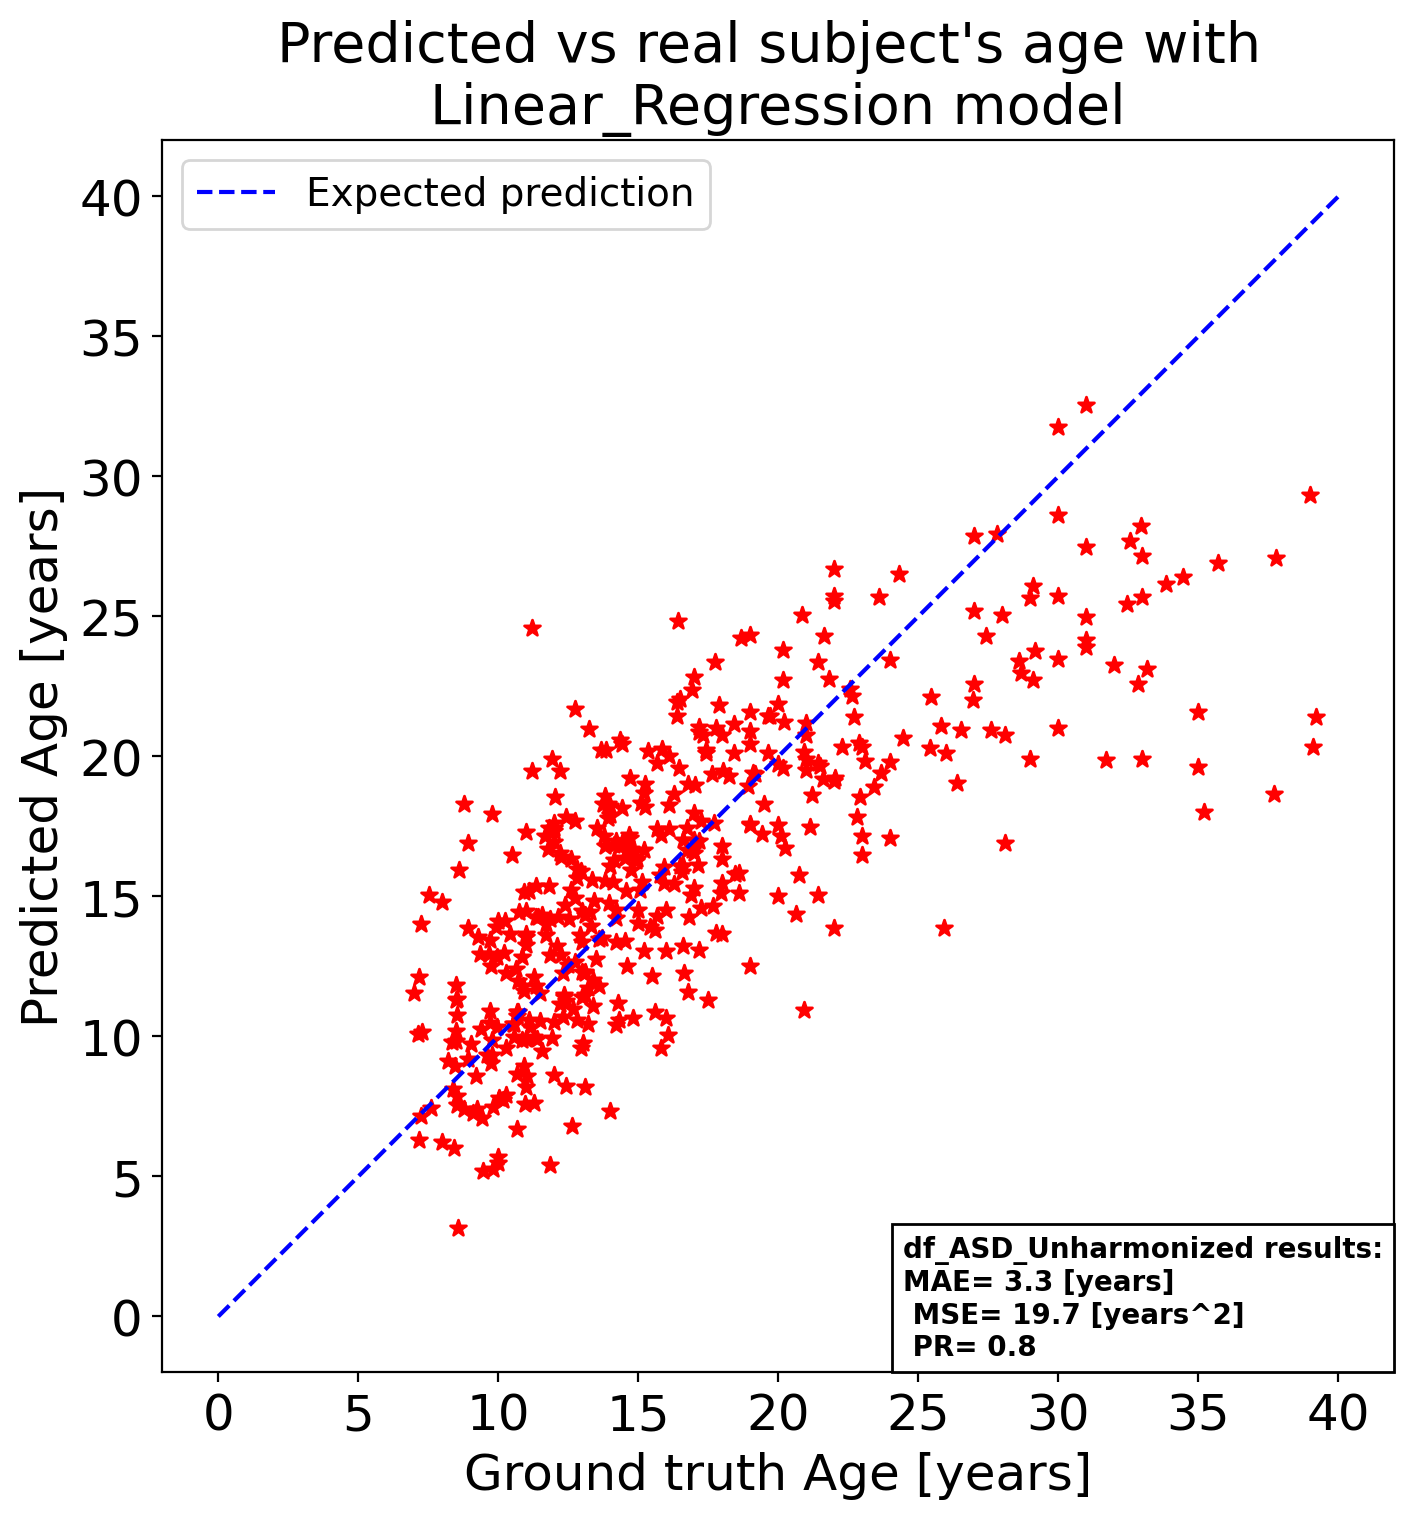 Predicted vs real subject's age with
Linear_Regression model
Expected prediction
40
35
30
25
20
15
10
5
0
Predicted Age [years]
df_ASD_Unharmonized results:
MAE= 3.3 [years]
MSE= 19.7 [years^2]
PR= 0.8
0 5 10 15 20 25 30 35 40
Ground truth Age [years]